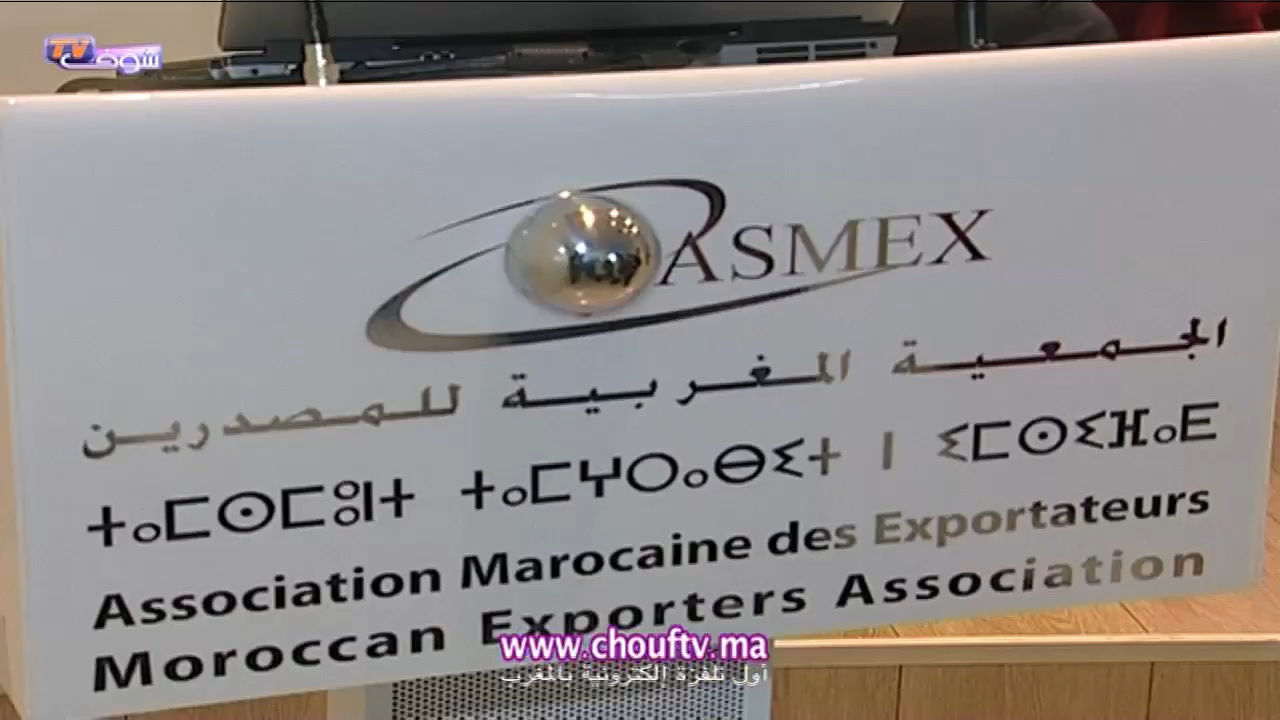 TV شوف
ASMEX
الجمعية المغربية للمصدرين
ⵜⴰⵎⵙⵎⵓⵏⵜ ⵜⴰⵎⵖⵔⴰⴱⵉⵜ ⵏ ⵉⵎⵙⵉⴼⴰⴹ
Association Marocaine des Exportateurs
Moroccan Exporters Association
www.chouftv.ma
أول تلفزة إلكترونية بالمغرب